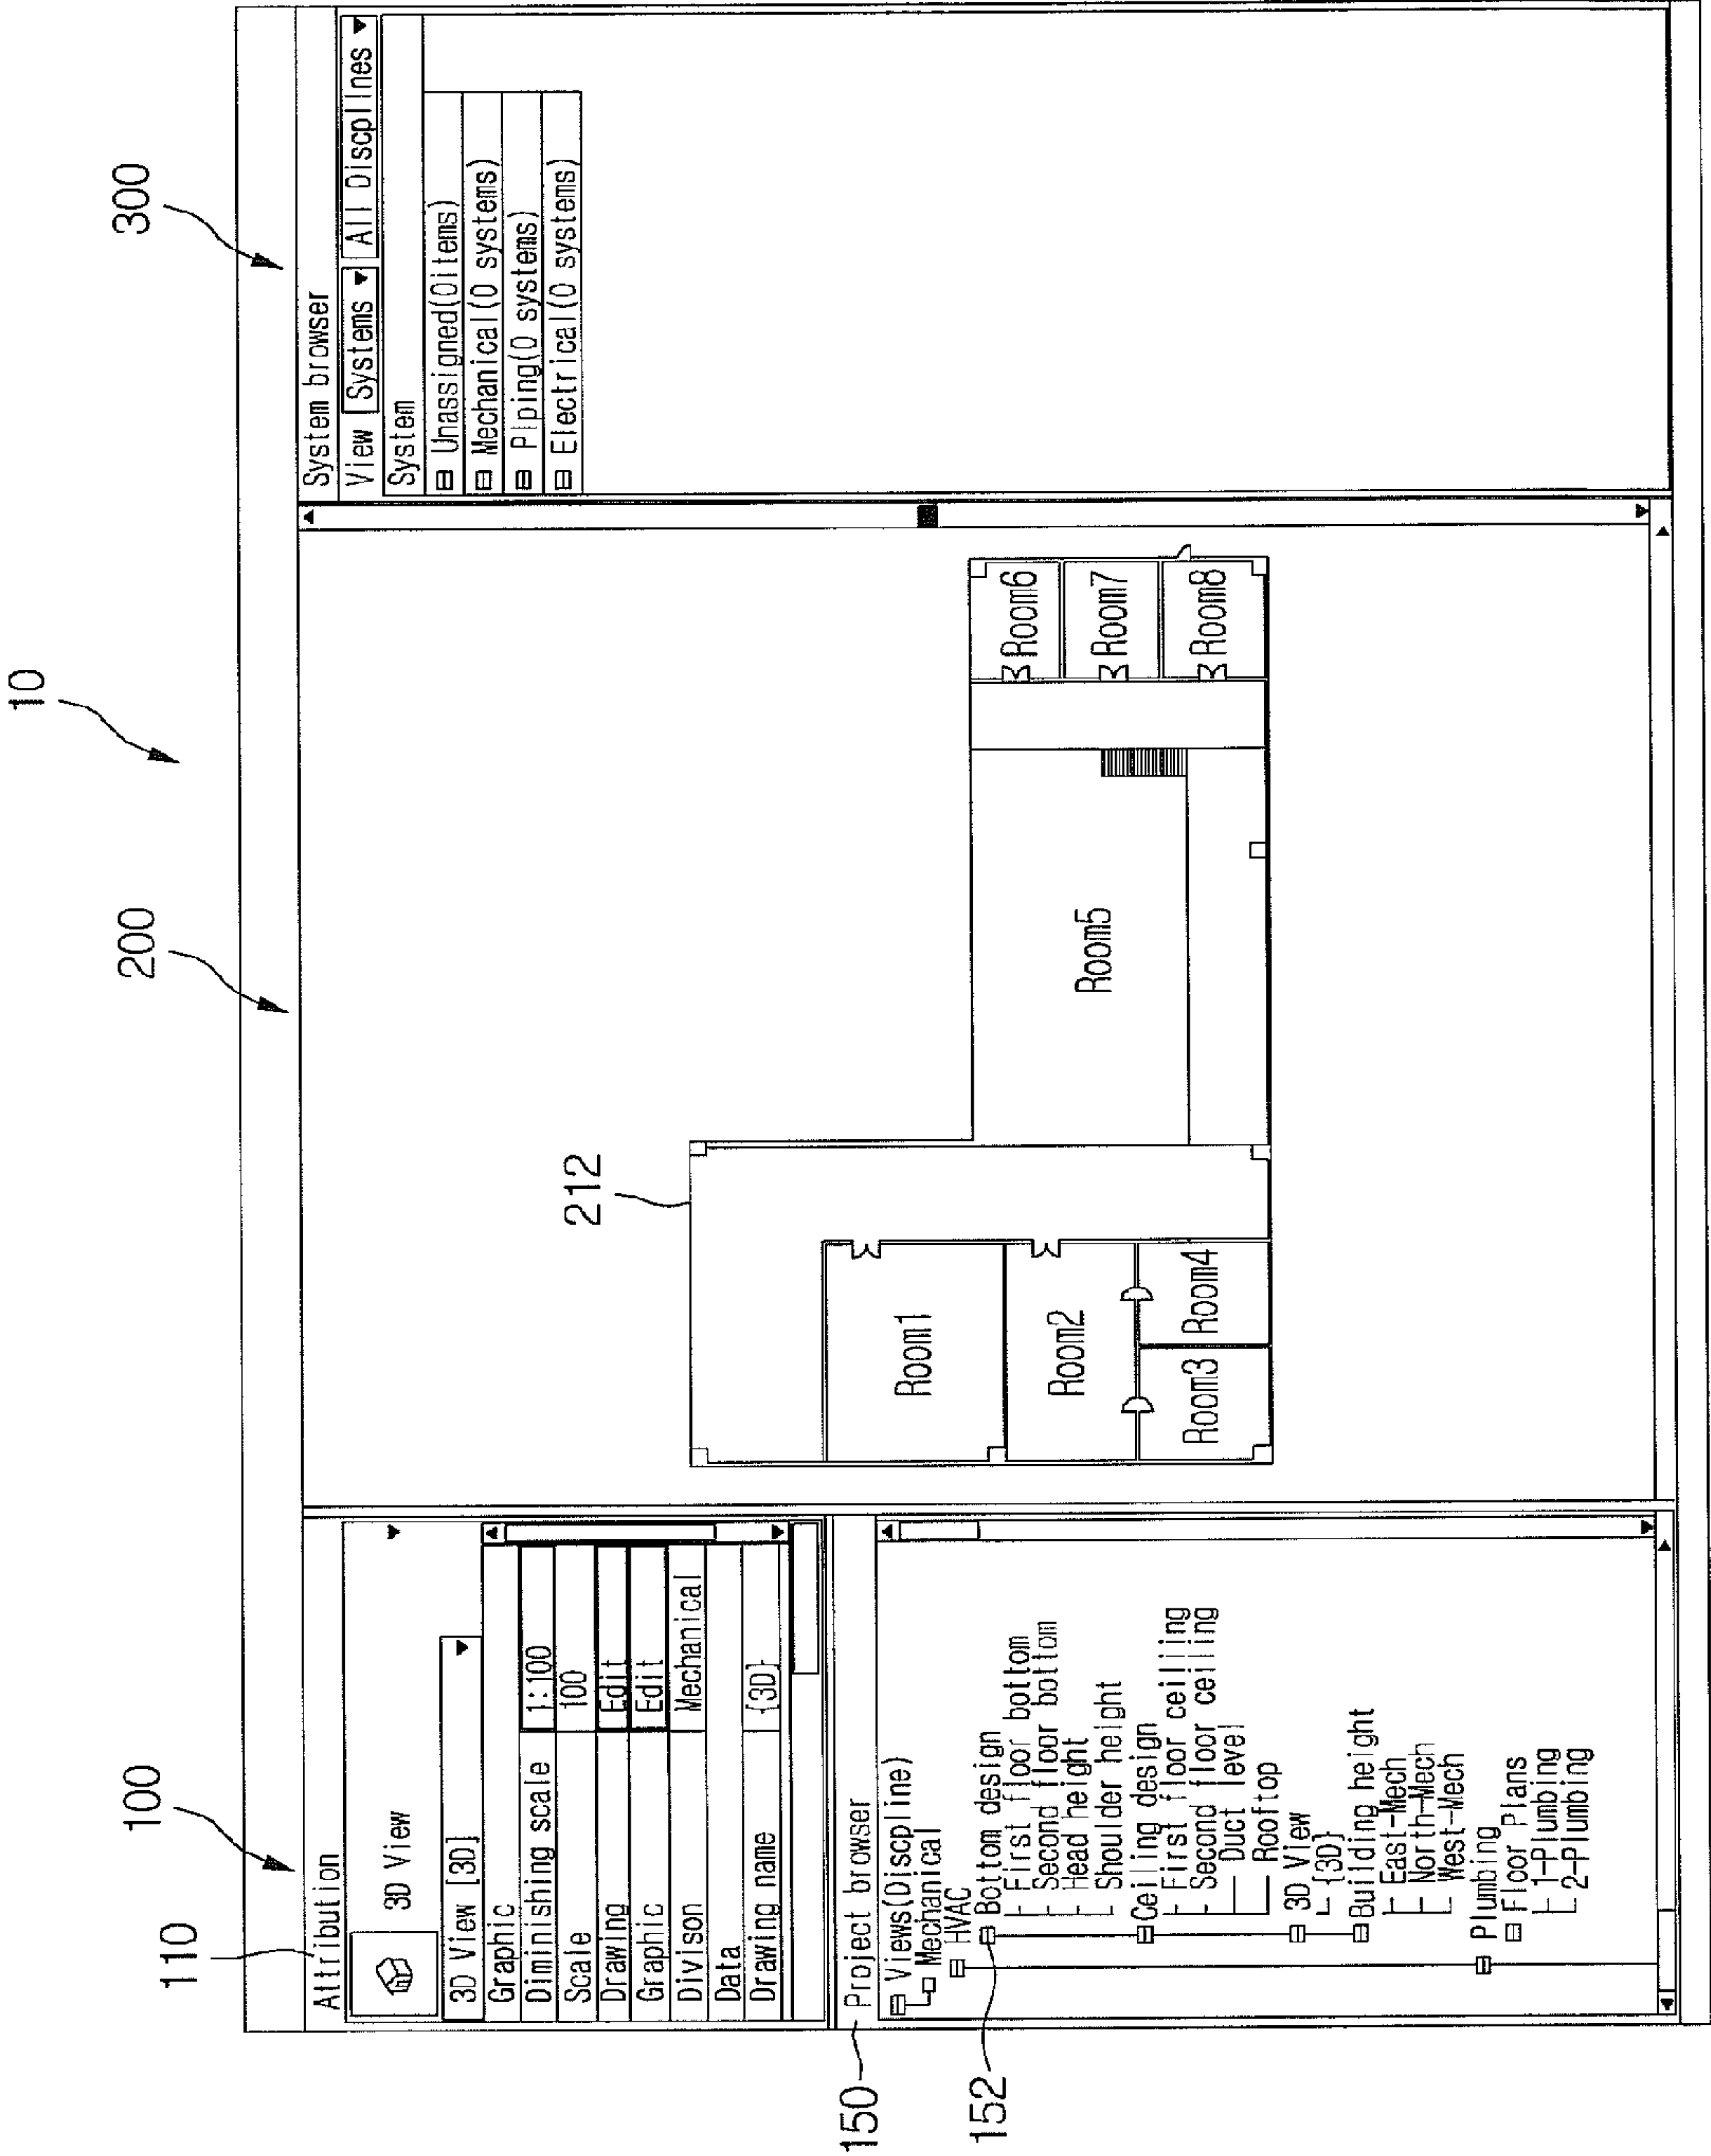 10
100
200
300
110
Attribution
3D View
3D View [3D]
Graphic
Diminishing scale 1:100
Scale 100
Drawing Edit
Graphic Edit
Divison Mechanical
Data
Drawing name {3D}
150
Project browser
Views(Discpline)
Mechanical
HVAC
152
Bottom design
First floor bottom
Second floor bottom
Head height
Shoulder height
Ceiling design
First floor ceiling
Second floor ceiling
Duct level
Rooftop
3D View
{3D}
Building height
East-Mech
North-Mech
West-Mech
Plumbing
Floor Plans
1-Plumbing
2-Plumbing
212
Room1
Room2
Room3
Room4
Room5
Room6
Room7
Room8
System browser
View Systems All Discplines
System
Unassigned(0items)
Mechanical(0 systems)
Piping(0 systems)
Electrical(0 systems)